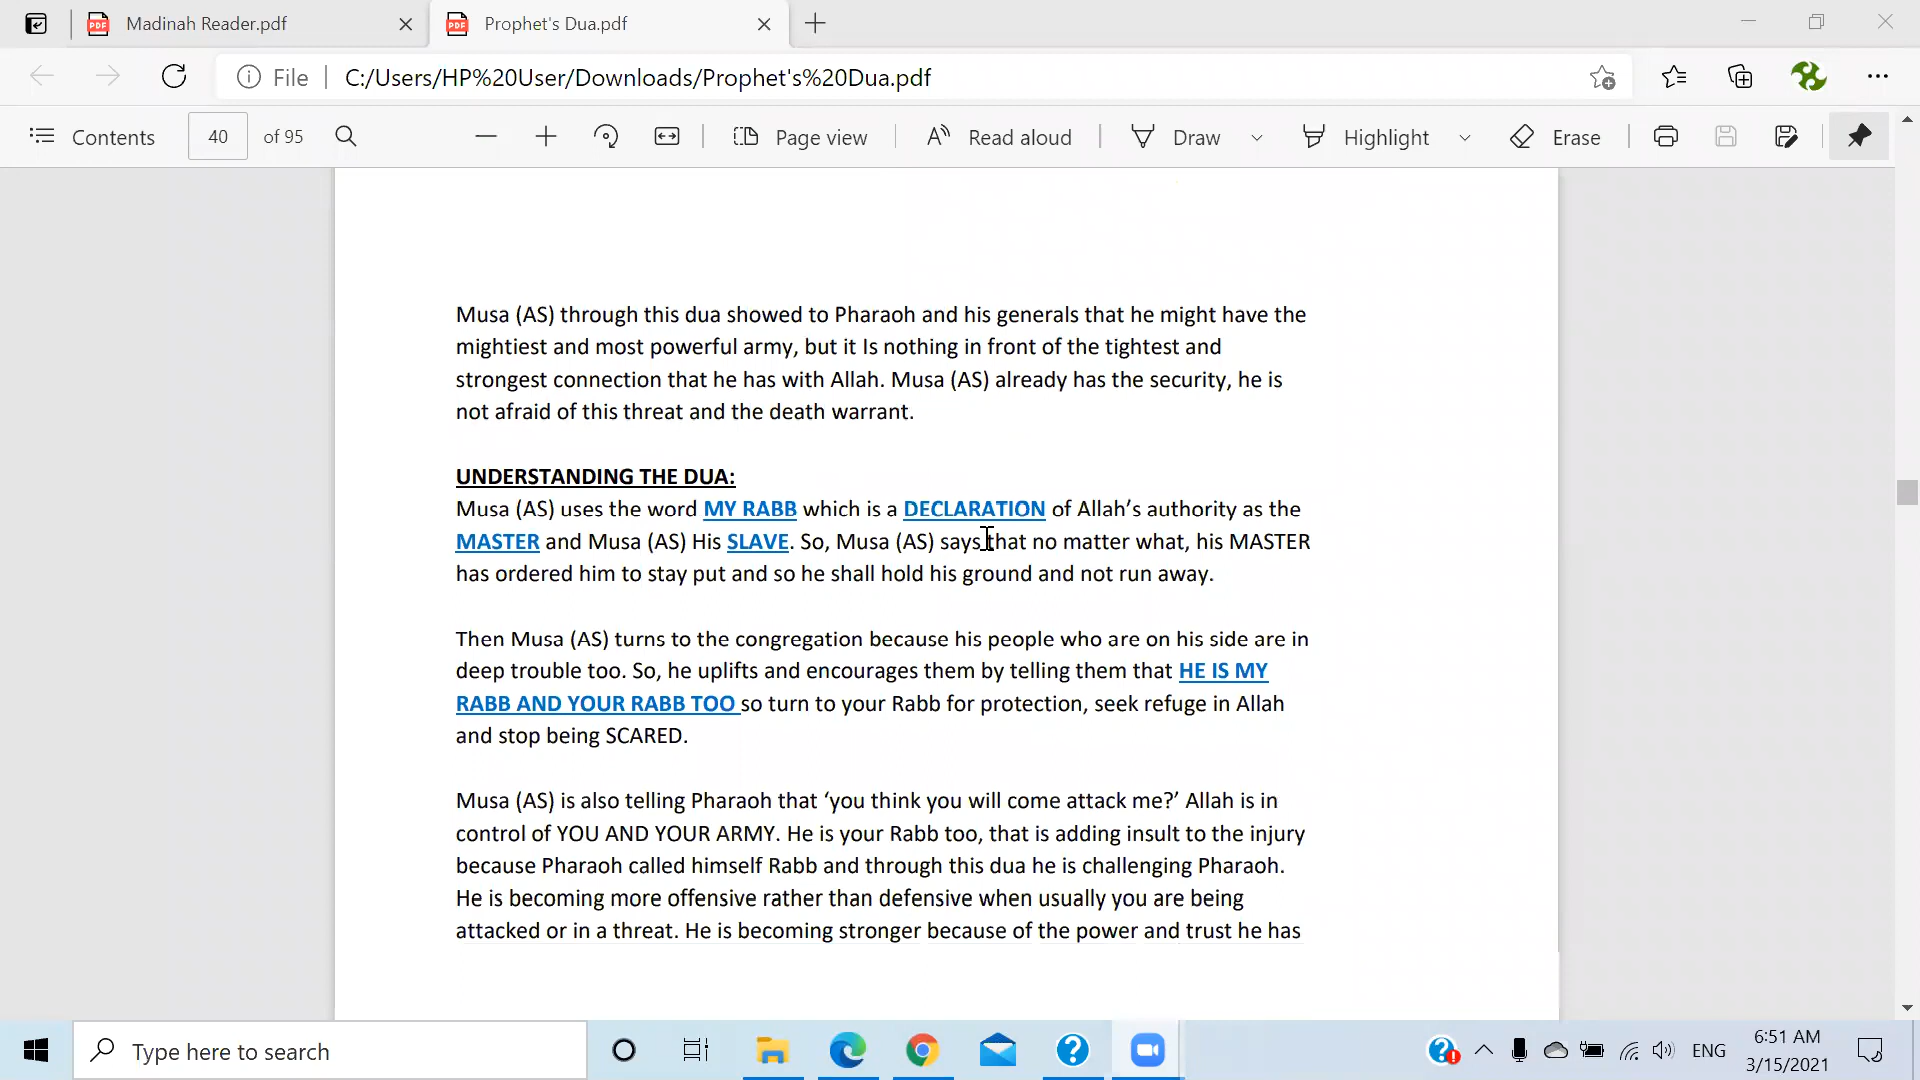 Madinah Reader.pdf
Prophet's Dua.pdf
File
C:/Users/HP%20User/Downloads/Prophet's%20Dua.pdf
Contents
40
of 95
Page view
Read aloud
Draw
Highlight
Erase
Musa (AS) through this dua showed to Pharaoh and his generals that he might have the
mightiest and most powerful army, but it Is nothing in front of the tightest and
strongest connection that he has with Allah. Musa (AS) already has the security, he is
not afraid of this threat and the death warrant.
UNDERSTANDING THE DUA:
Musa (AS) uses the word MY RABB which is a DECLARATION of Allah’s authority as the
MASTER and Musa (AS) His SLAVE. So, Musa (AS) says that no matter what, his MASTER
has ordered him to stay put and so he shall hold his ground and not run away.
Then Musa (AS) turns to the congregation because his people who are on his side are in
deep trouble too. So, he uplifts and encourages them by telling them that HE IS MY
RABB AND YOUR RABB TOO so turn to your Rabb for protection, seek refuge in Allah
and stop being SCARED.
Musa (AS) is also telling Pharaoh that ‘you think you will come attack me?’ Allah is in
control of YOU AND YOUR ARMY. He is your Rabb too, that is adding insult to the injury
because Pharaoh called himself Rabb and through this dua he is challenging Pharaoh.
He is becoming more offensive rather than defensive when usually you are being
attacked or in a threat. He is becoming stronger because of the power and trust he has
Type here to search
ENG
6:51 AM
3/15/2021